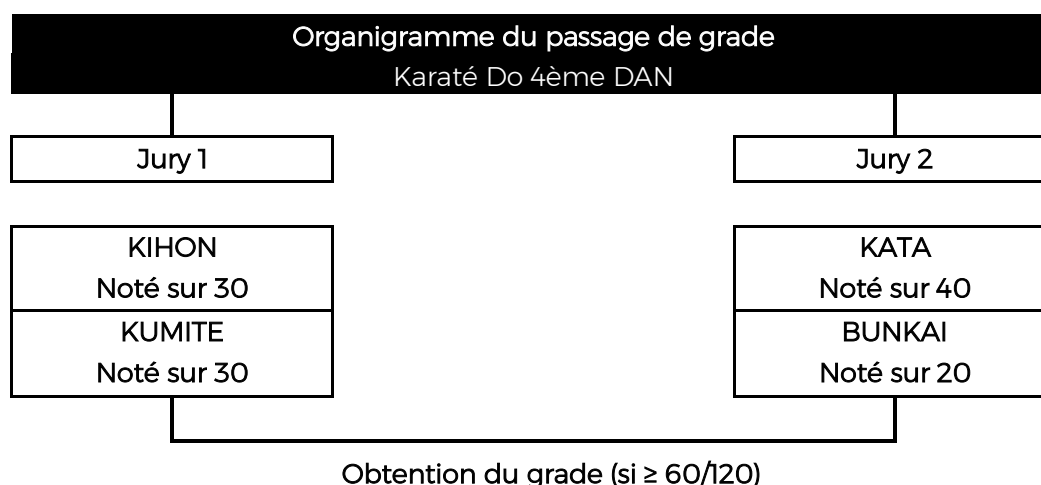 Organigramme du passage de grade
Karaté Do 4ème DAN
Jury 1
Jury 2
KIHON
Noté sur 30
KUMITE
Noté sur 30
KATA
Noté sur 40
BUNKAI
Noté sur 20
Obtention du grade (si ≥ 60/120)